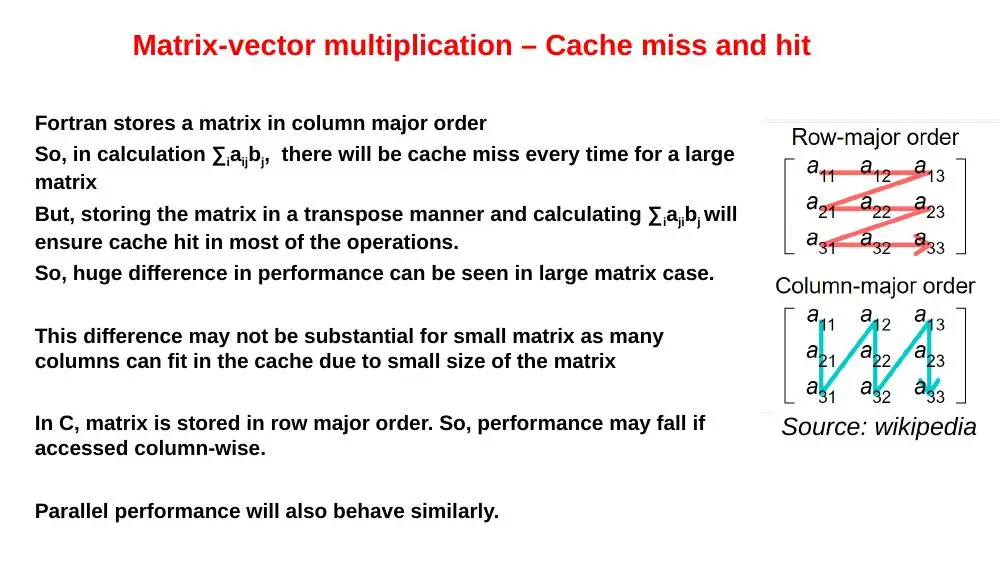 Matrix-vector multiplication – Cache miss and hit
Fortran stores a matrix in column major order
So, in calculation ∑ᵢaᵢⱼbⱼ,  there will be cache miss every time for a large
matrix
But, storing the matrix in a transpose manner and calculating ∑ᵢaⱼᵢbⱼ will
ensure cache hit in most of the operations.
So, huge difference in performance can be seen in large matrix case.
This difference may not be substantial for small matrix as many
columns can fit in the cache due to small size of the matrix
In C, matrix is stored in row major order. So, performance may fall if
accessed column-wise.
Parallel performance will also behave similarly.
Row-major order
a₁₁ a₁₂ a₁₃
a₂₁ a₂₂ a₂₃
a₃₁ a₃₂ a₃₃
Column-major order
a₁₁ a₁₂ a₁₃
a₂₁ a₂₂ a₂₃
a₃₁ a₃₂ a₃₃
Source: wikipedia